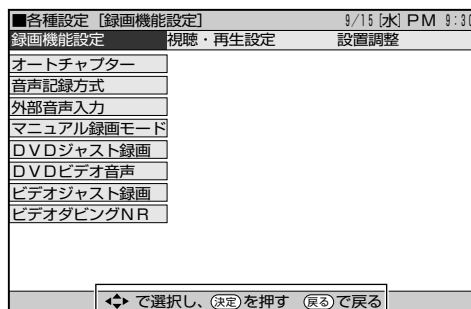 ■各種設定［録画機能設定］ 9/15[水] PM 9:30
録画機能設定 視聴・再生設定 設置調整
オートチャプター
音声記録方式
外部音声入力
マニュアル録画モード
ＤＶＤジャスト録画
ＤＶＤビデオ音声
ビデオジャスト録画
ビデオダビングＮＲ
で選択し、決定を押す 戻るで戻る